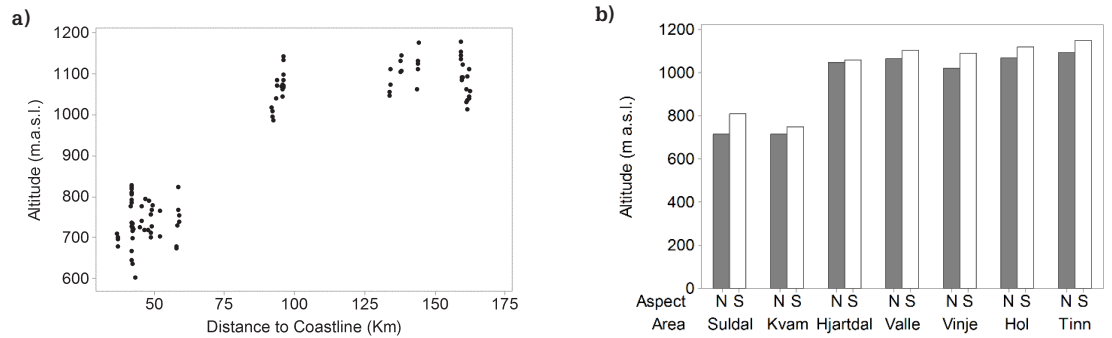 a)
1200
1100
1000
900
800
700
600
Altitude (m.a.s.l.)
50 75 100 125 150 175
Distance to Coastline (Km)
b)
1200
1000
800
600
400
200
0
Altitude (m a.s.l.)
Aspect N S N S N S N S N S N S N S
Area Suldal Kvam Hjartdal Valle Vinje Hol Tinn